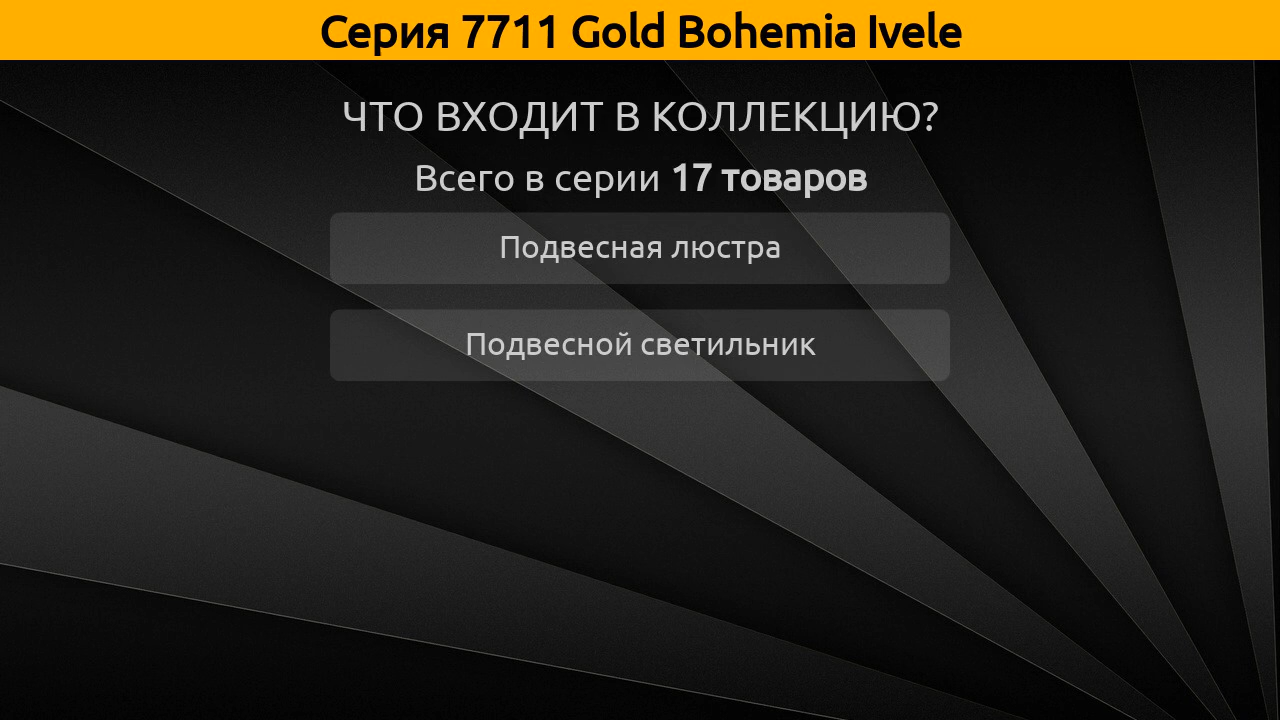 Серия 7711 Gold Bohemia Ivele
ЧТО ВХОДИТ В КОЛЛЕКЦИЮ?
Всего в серии 17 товаров
Подвесная люстра
Подвесной светильник